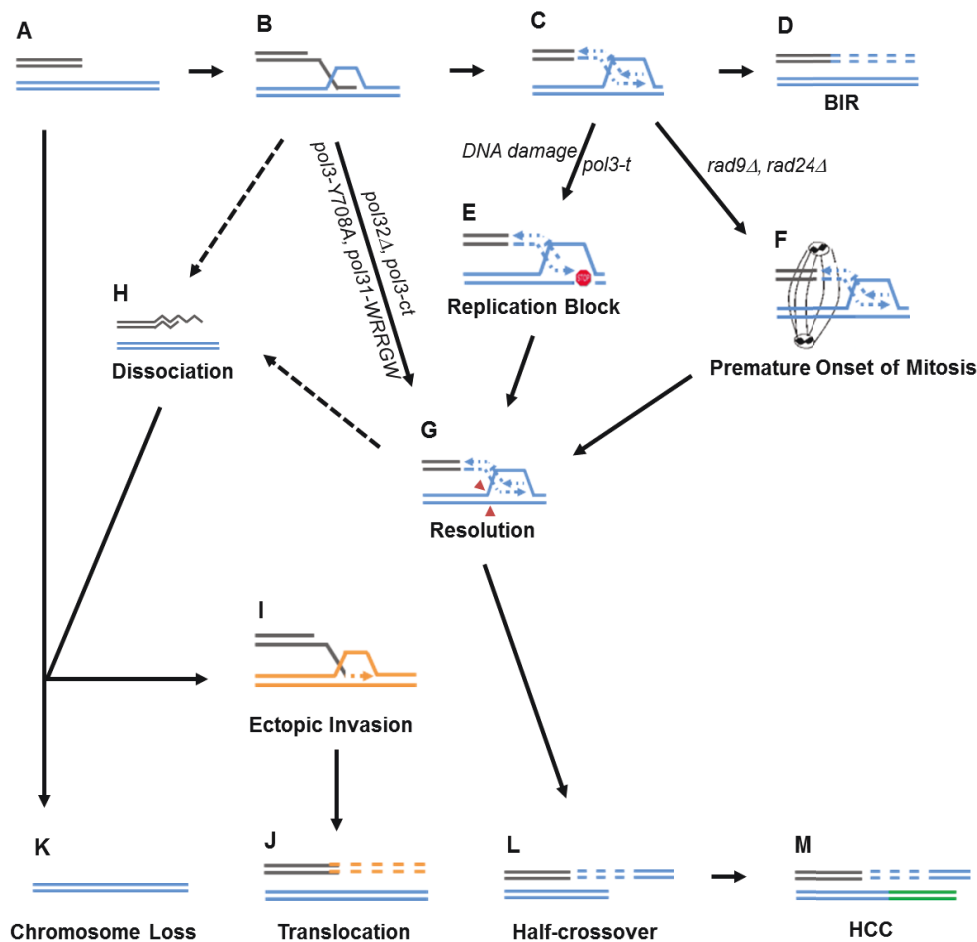 A
B
C
D
BIR
DNA damage
pol3-t
rad9Δ, rad24Δ
pol32Δ, pol3-ct
pol3-Y708A, pol31-WRRGW
E
STOP
Replication Block
F
Premature Onset of Mitosis
H
Dissociation
G
Resolution
I
Ectopic Invasion
K
Chromosome Loss
J
Translocation
L
Half-crossover
M
HCC